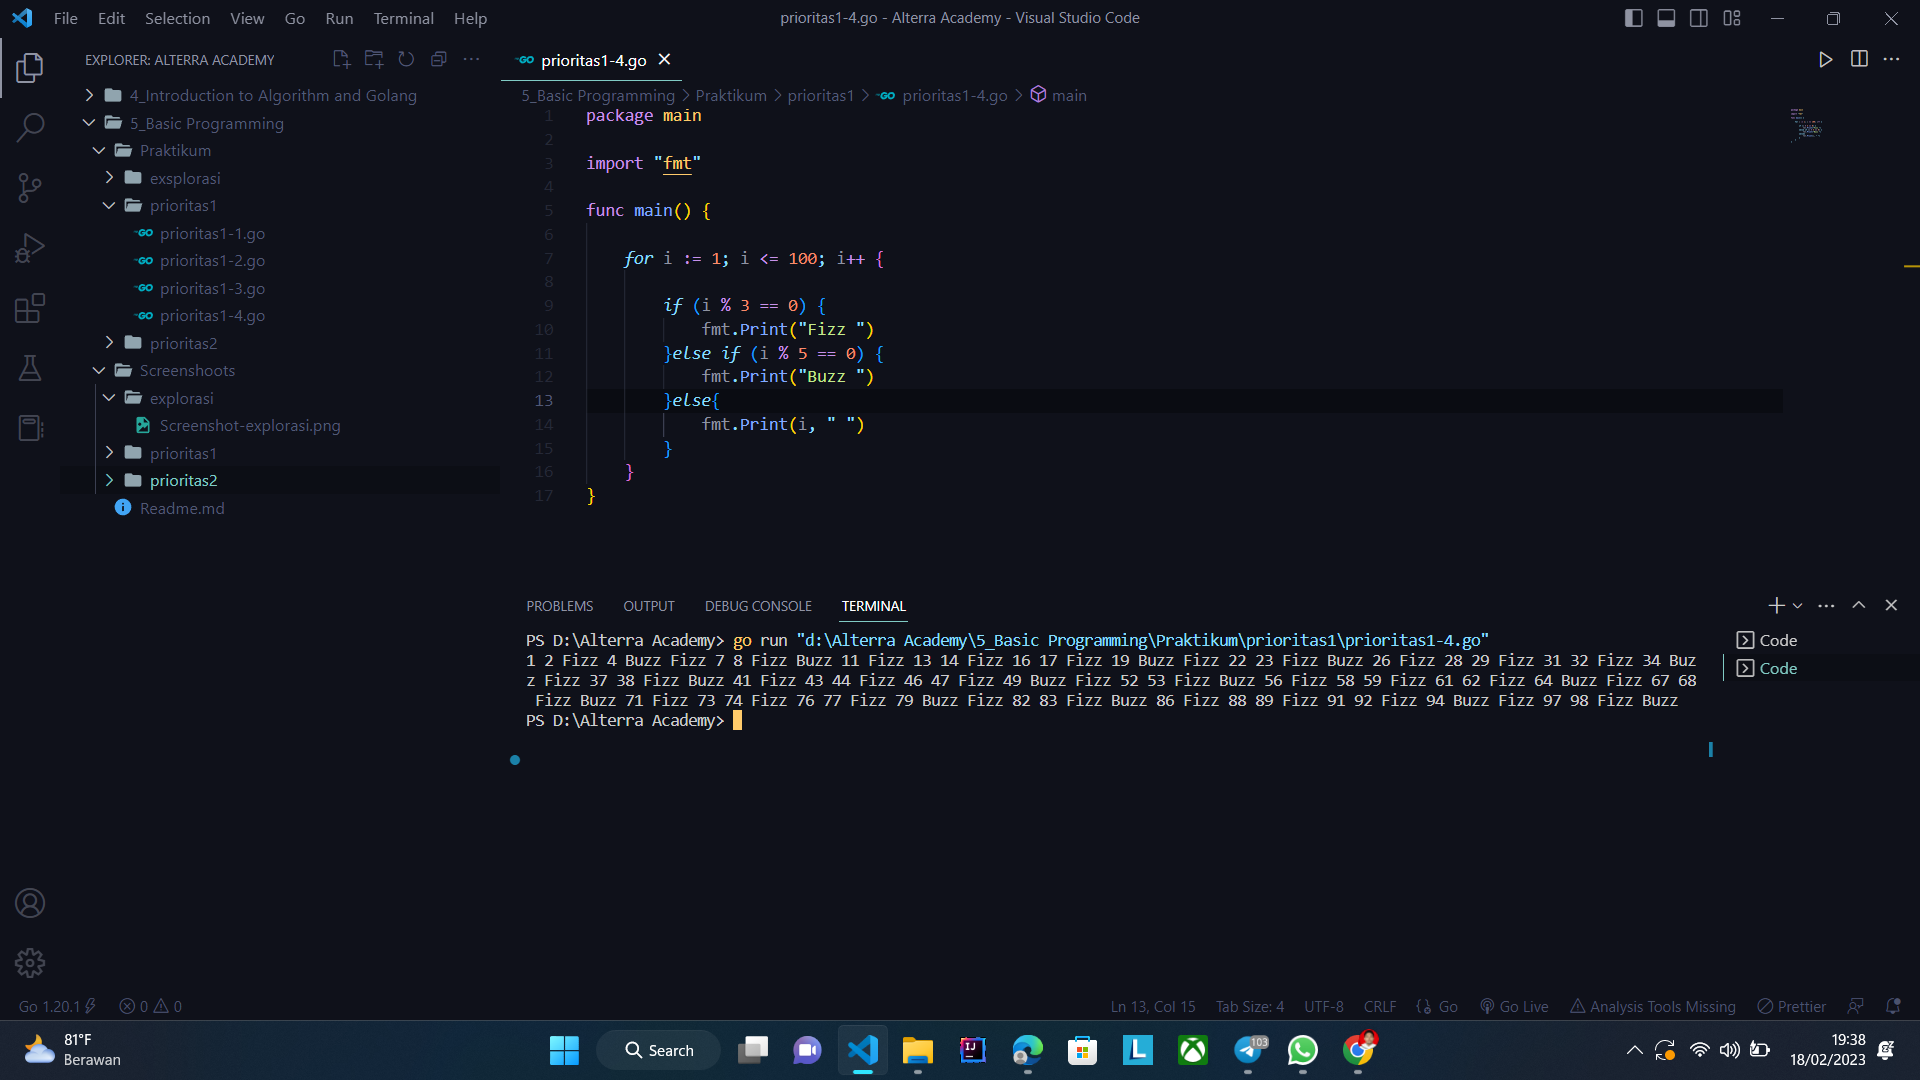 File Edit Selection View Go Run Terminal Help
prioritas1-4.go - Alterra Academy - Visual Studio Code
EXPLORER: ALTERRA ACADEMY
4_Introduction to Algorithm and Golang
5_Basic Programming
Praktikum
exsplorasi
prioritas1
prioritas1-1.go
prioritas1-2.go
prioritas1-3.go
prioritas1-4.go
prioritas2
Screenshoots
explorasi
Screenshot-explorasi.png
prioritas1
prioritas2
Readme.md
GO prioritas1-4.go
5_Basic Programming > Praktikum > prioritas1 > GO prioritas1-4.go > main
1 package main
2
3 import "fmt"
4
5 func main() {
6
7 for i := 1; i <= 100; i++ {
8
9 if (i % 3 == 0) {
10 fmt.Print("Fizz ")
11 }else if (i % 5 == 0) {
12 fmt.Print("Buzz ")
13 }else{
14 fmt.Print(i, " ")
15 }
16 }
17 }
PROBLEMS OUTPUT DEBUG CONSOLE TERMINAL
PS D:\Alterra Academy> go run "d:\Alterra Academy\5_Basic Programming\Praktikum\prioritas1\prioritas1-4.go"
1 2 Fizz 4 Buzz Fizz 7 8 Fizz Buzz 11 Fizz 13 14 Fizz 16 17 Fizz 19 Buzz Fizz 22 23 Fizz Buzz 26 Fizz 28 29 Fizz 31 32 Fizz 34 Buz
z Fizz 37 38 Fizz Buzz 41 Fizz 43 44 Fizz 46 47 Fizz 49 Buzz Fizz 52 53 Fizz Buzz 56 Fizz 58 59 Fizz 61 62 Fizz 64 Buzz Fizz 67 68
Fizz Buzz 71 Fizz 73 74 Fizz 76 77 Fizz 79 Buzz Fizz 82 83 Fizz Buzz 86 Fizz 88 89 Fizz 91 92 Fizz 94 Buzz Fizz 97 98 Fizz Buzz
PS D:\Alterra Academy>
Code
Code
Go 1.20.1 0 0
Ln 13, Col 15 Tab Size: 4 UTF-8 CRLF Go Go Live Analysis Tools Missing Prettier
81°F
Berawan
Search
IJ
L
103
19:38
18/02/2023